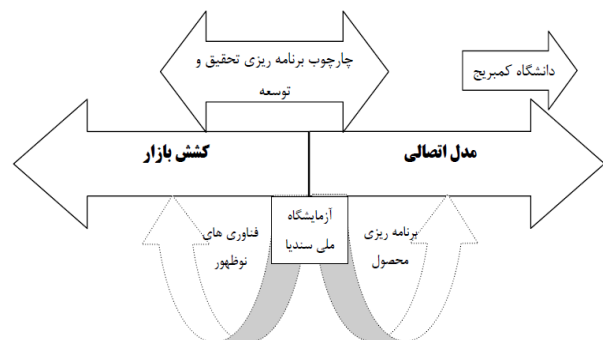 چارچوب برنامه ریزی تحقیق و
توسعه
دانشگاه کمبریج
مدل اتصالی
کشش بازار
آزمایشگاه
ملی سندیا
برنامه ریزی
محصول
فناوری های
نوظهور